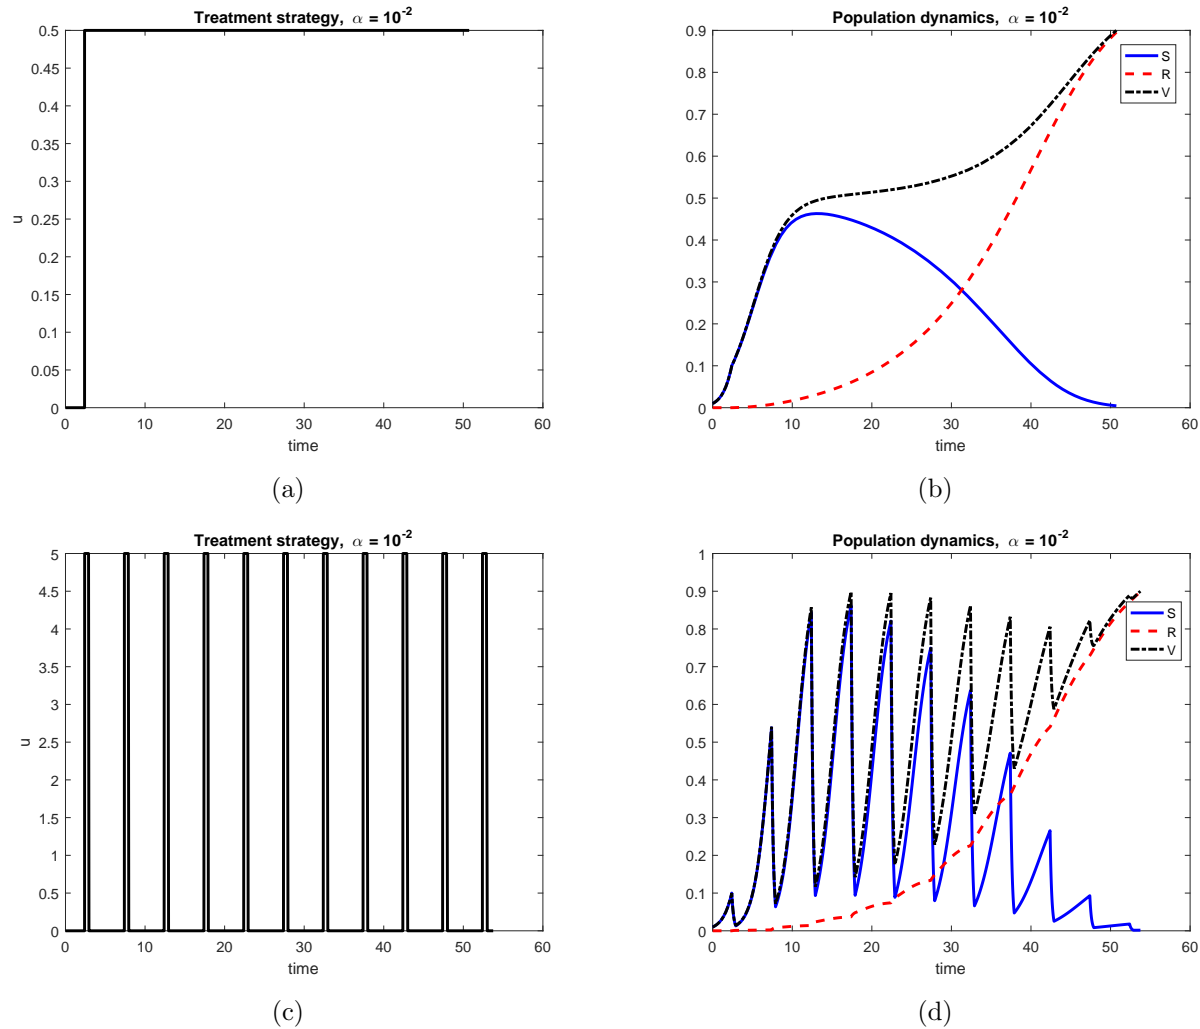 Treatment strategy, α = 10⁻²
0.5
0.45
0.4
0.35
0.3
0.25
0.2
0.15
0.1
0.05
0
u
0 10 20 30 40 50 60
time
(a)
Population dynamics, α = 10⁻²
0.9
0.8
0.7
0.6
0.5
0.4
0.3
0.2
0.1
0
S
R
V
0 10 20 30 40 50 60
time
(b)
Treatment strategy, α = 10⁻²
5
4.5
4
3.5
3
2.5
2
1.5
1
0.5
0
u
0 10 20 30 40 50 60
time
(c)
Population dynamics, α = 10⁻²
1
0.9
0.8
0.7
0.6
0.5
0.4
0.3
0.2
0.1
0
S
R
V
0 10 20 30 40 50 60
time
(d)